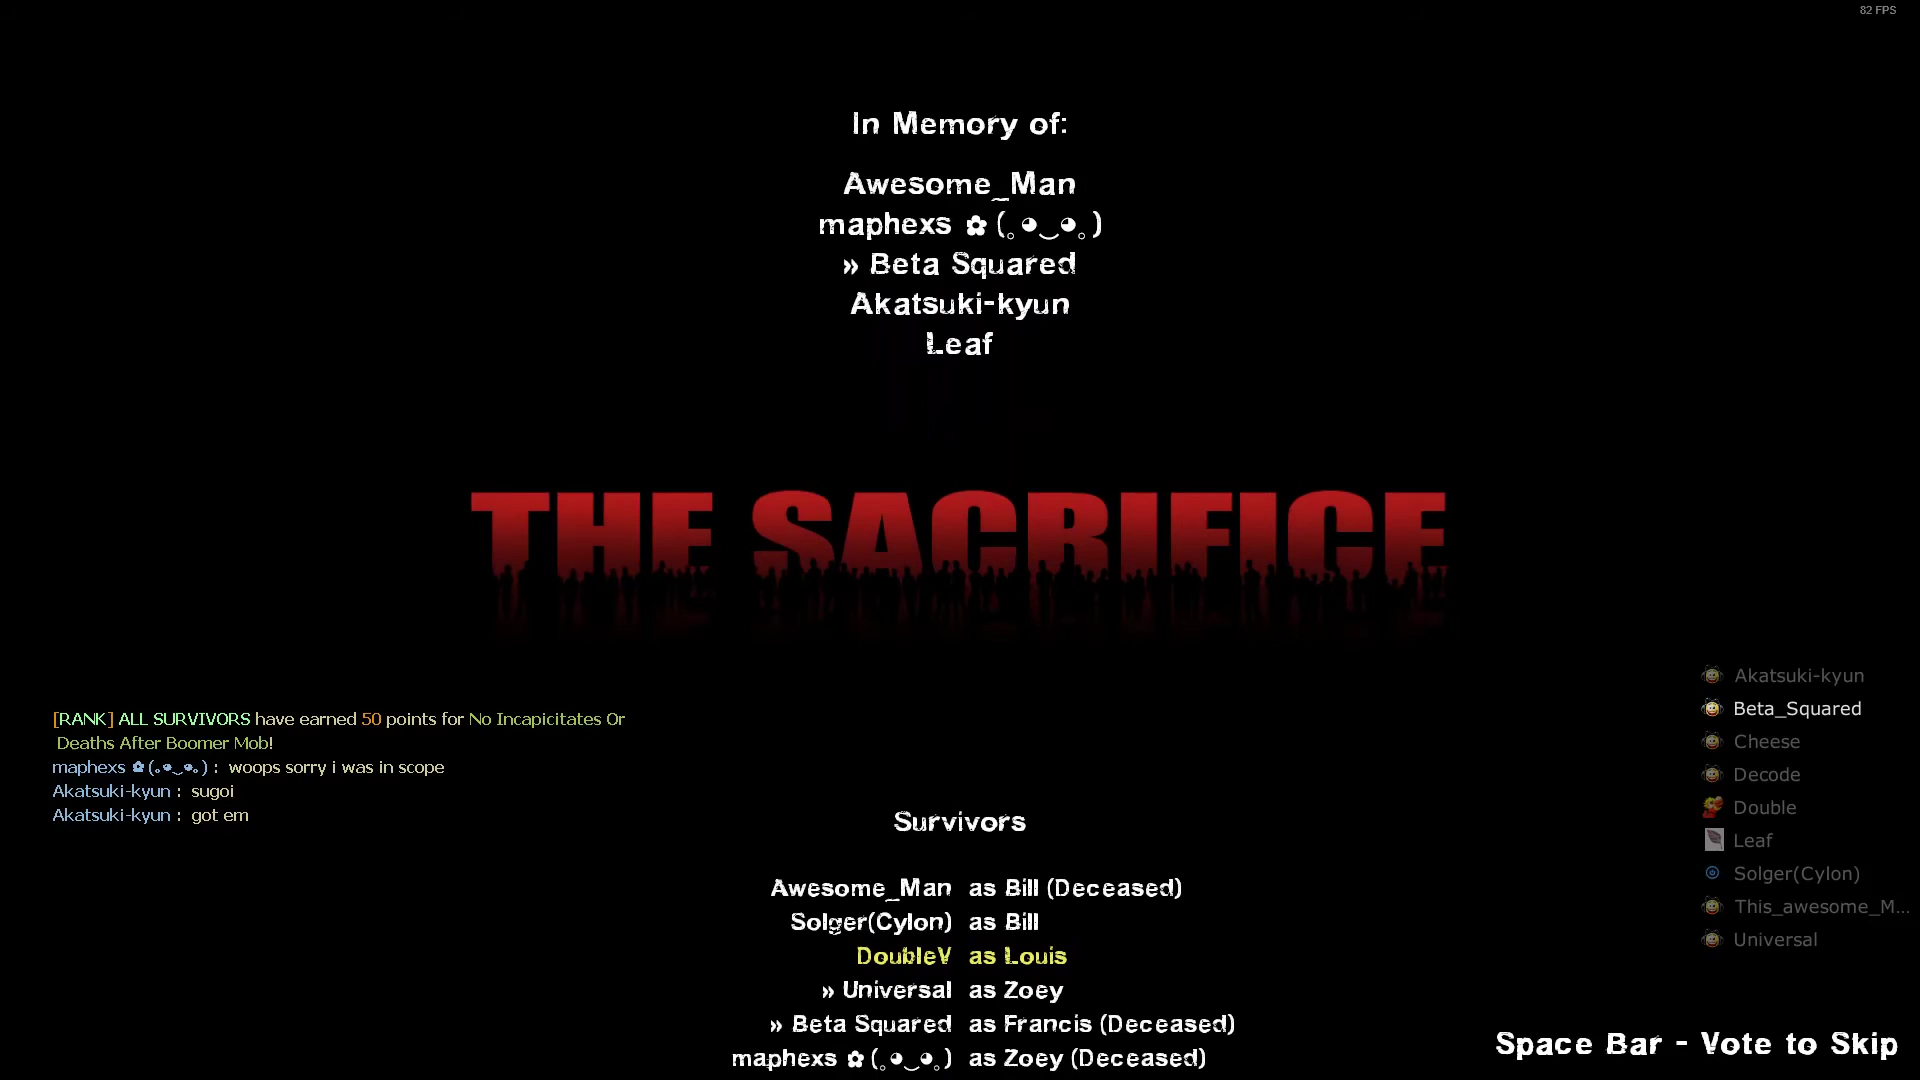 82 FPS
In Memory of:
Awesome_Man
maphexs ✿ (｡◕‿◕｡)
» Beta Squared
Akatsuki-kyun
Leaf
THE SACRIFICE
[RANK] ALL SURVIVORS have earned 50 points for No Incapicitates Or
Deaths After Boomer Mob!
maphexs ✿ (｡◕‿◕｡) : woops sorry i was in scope
Akatsuki-kyun : sugoi
Akatsuki-kyun : got em
Akatsuki-kyun
Beta_Squared
Cheese
Decode
Double
Leaf
Solger(Cylon)
This_awesome_M...
Universal
Survivors
Awesome_Man as Bill (Deceased)
Solger(Cylon) as Bill
DoubleV as Louis
» Universal as Zoey
» Beta Squared as Francis (Deceased)
maphexs ✿ (｡◕‿◕｡) as Zoey (Deceased)
Space Bar - Vote to Skip